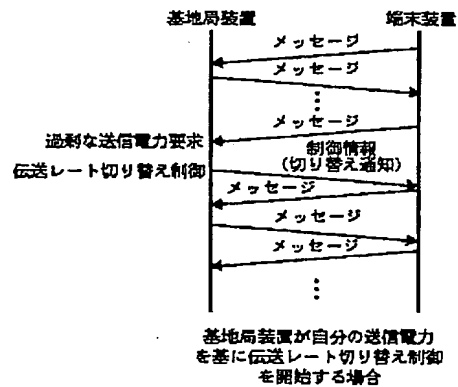 基地局装置
端末装置
メッセージ
メッセージ
メッセージ
過剰な送信電力要求
制御情報
(切り替え通知)
伝送レート切り替え制御
メッセージ
メッセージ
メッセージ
基地局装置が自分の送信電力
を基に伝送レート切り替え制御
を開始する場合